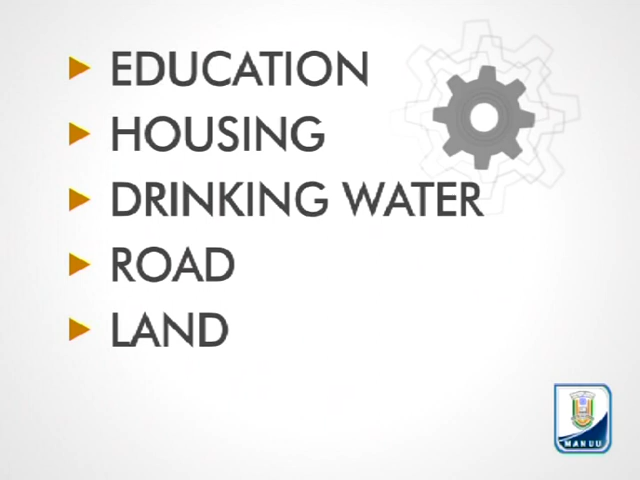 EDUCATION
HOUSING
DRINKING WATER
ROAD
LAND
MANUU